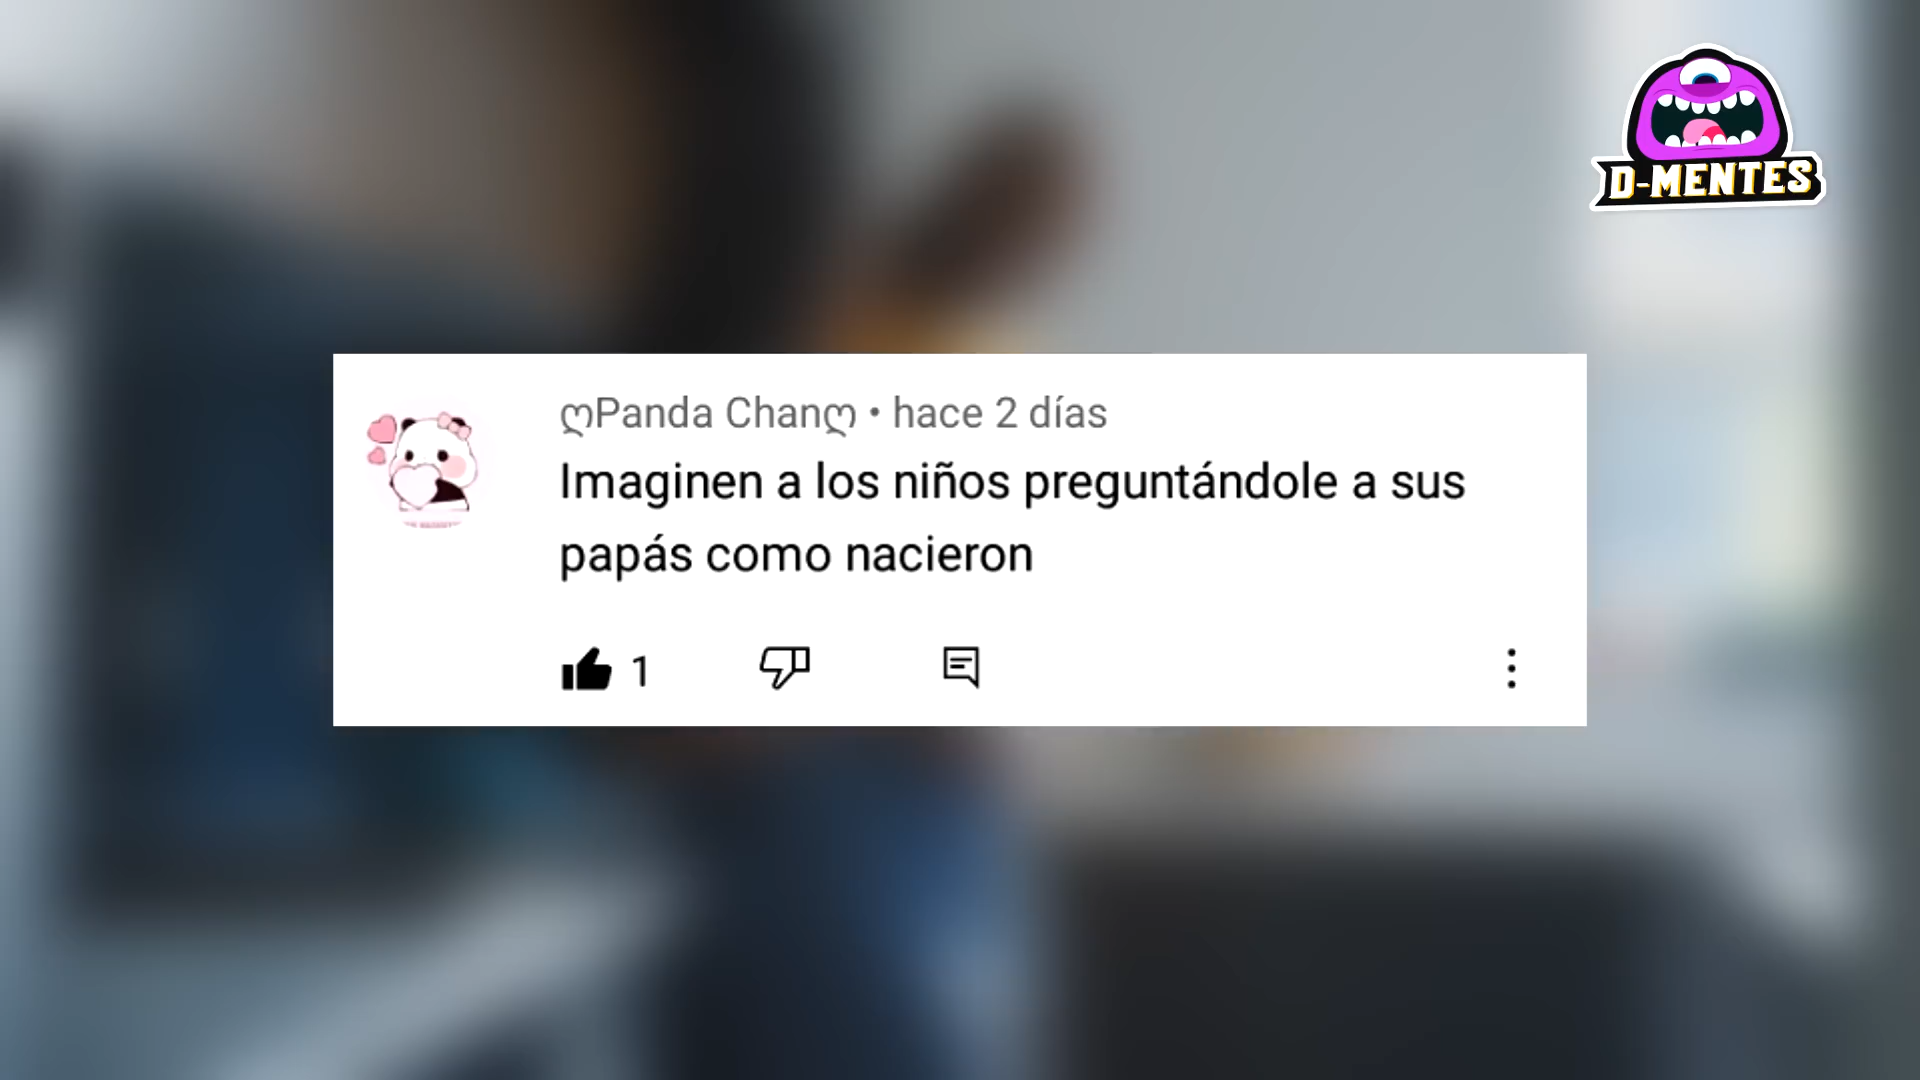 D-MENTES
ღPanda Chanღ • hace 2 días
Imaginen a los niños preguntándole a sus
papás como nacieron
1